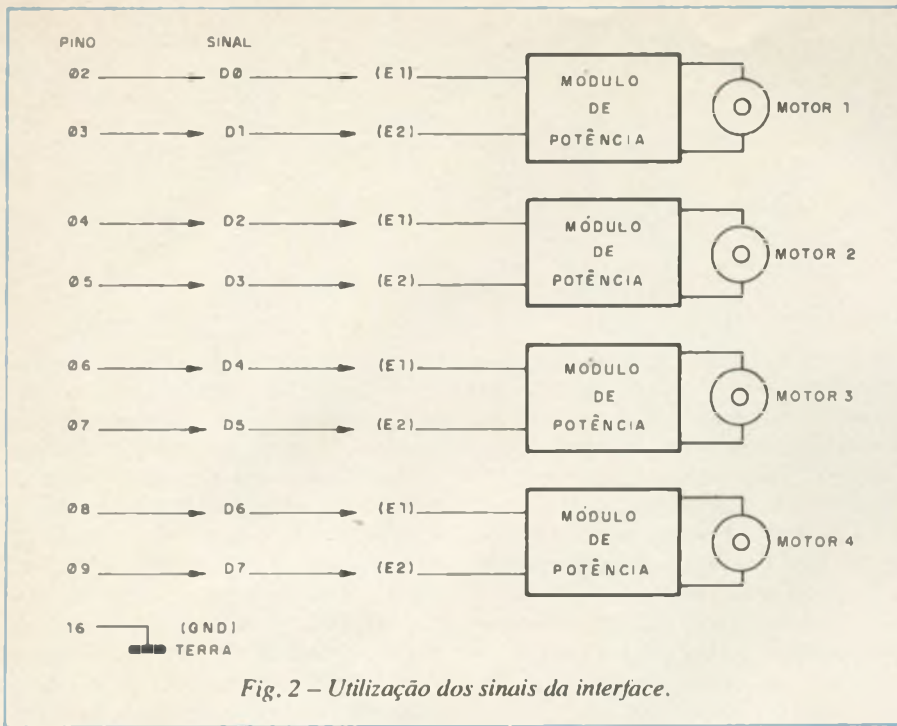 PINO SINAL
02 D0 (E1) MÓDULO DE POTÊNCIA MOTOR 1
03 D1 (E2)
04 D2 (E1) MÓDULO DE POTÊNCIA MOTOR 2
05 D3 (E2)
06 D4 (E1) MÓDULO DE POTÊNCIA MOTOR 3
07 D5 (E2)
08 D6 (E1) MÓDULO DE POTÊNCIA MOTOR 4
09 D7 (E2)
16 (GND)
TERRA
Fig. 2 – Utilização dos sinais da interface.